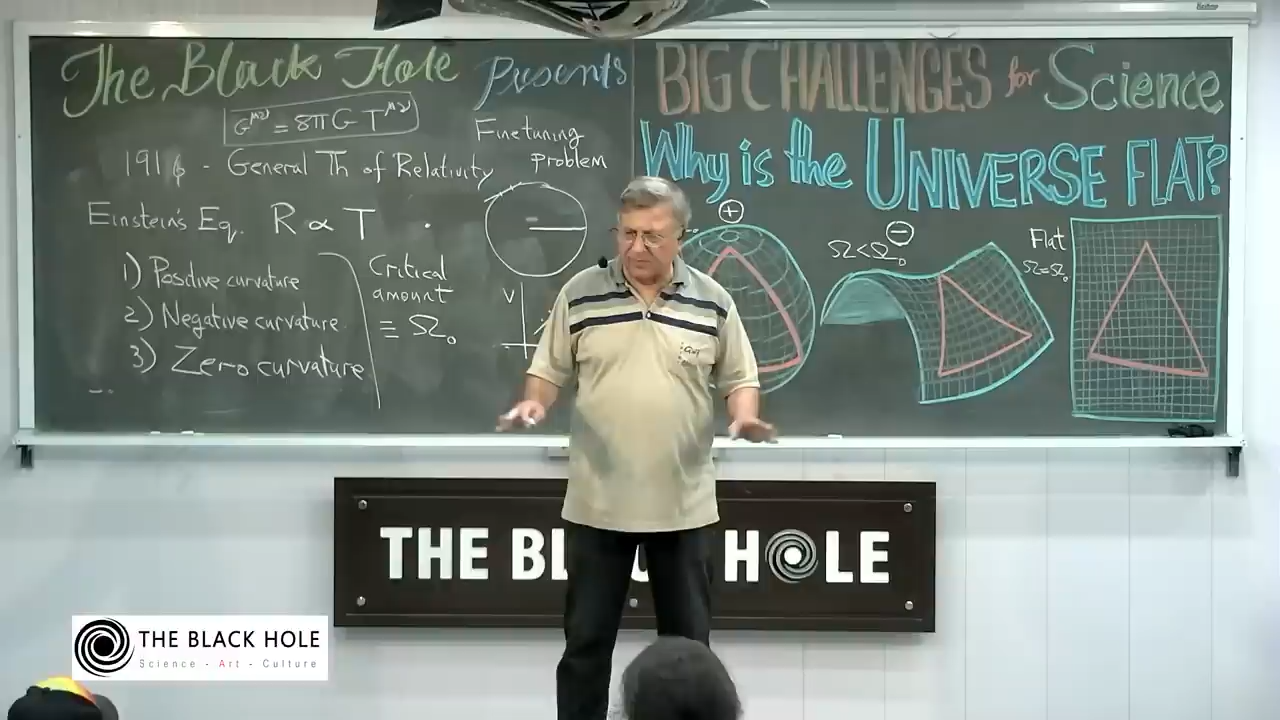 The Black Hole Presents
G^μν = 8πG T^μν
1916 - General Th of Relativity
Einstein's Eq. R ∝ T
1) Positive curvature
2) Negative curvature
3) Zero curvature
Critical
amount
≡ Ω₀
Finetuning
problem
V
BIG CHALLENGES for Science
Why is the UNIVERSE FLAT?
+
Ω<Ω₀
−
Flat
Ω=Ω₀
THE BL HOLE
THE BLACK HOLE
Science - Art - Culture